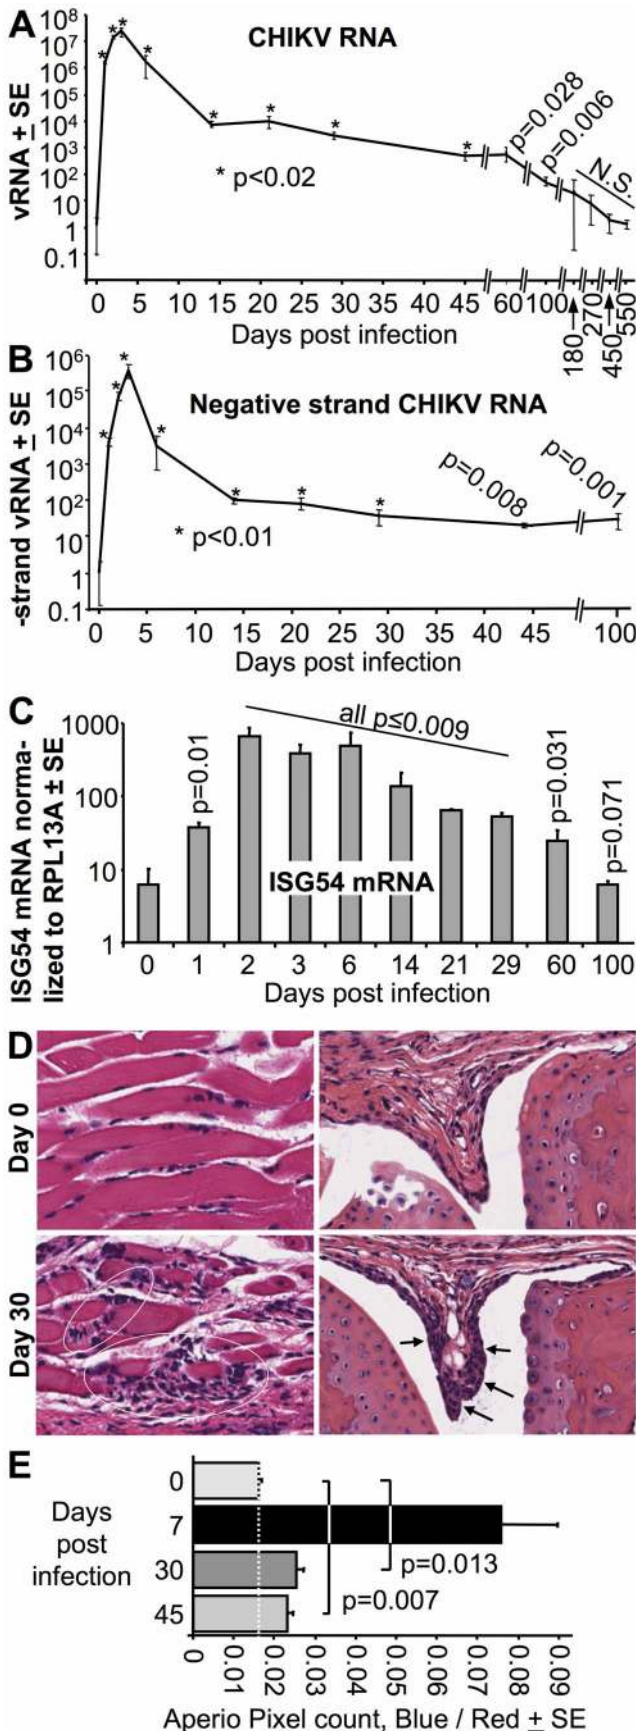 A
CHIKV RNA
vRNA ± SE
10⁸
10⁷
10⁶
10⁵
10⁴
10³
10²
10
1
0.1
* * * * * * * *
* p<0.02
p=0.028
p=0.006
N.S.
0 5 10 15 20 25 30 35 40 45 60 100 180 270 450 550
Days post infection
B
Negative strand CHIKV RNA
-strand vRNA ± SE
10⁶
10⁵
10⁴
10³
10²
10
1
0.1
* * * * * * *
* p<0.01
p=0.008
p=0.001
0 5 10 15 20 25 30 35 40 45 100
Days post infection
C
ISG54 mRNA norma-
lized to RPL13A ± SE
1000
100
10
1
p=0.01
all p≤0.009
p=0.031
p=0.071
ISG54 mRNA
0 1 2 3 6 14 21 29 60 100
Days post infection
D
Day 0
Day 30
E
Days
post
infection
0
7
30
45
p=0.013
p=0.007
0 0.01 0.02 0.03 0.04 0.05 0.06 0.07 0.08 0.09
Aperio Pixel count, Blue / Red ± SE